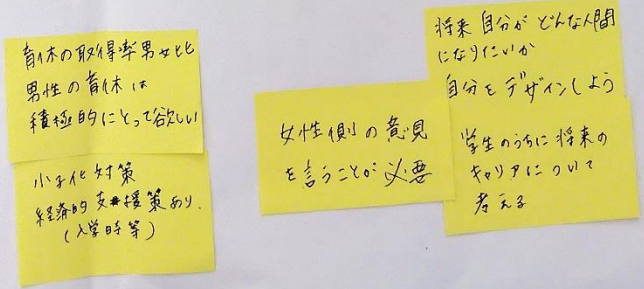 育休の取得率男女比
男性の育休は
積極的にとって欲しい
少子化対策
経済的支援策あり.
(入学時等)
女性側の意見
を言うことが必要
将来自分がどんな人間
になりたいか
自分をデザインしよう
学生のうちに将来の
キャリアについて
考える